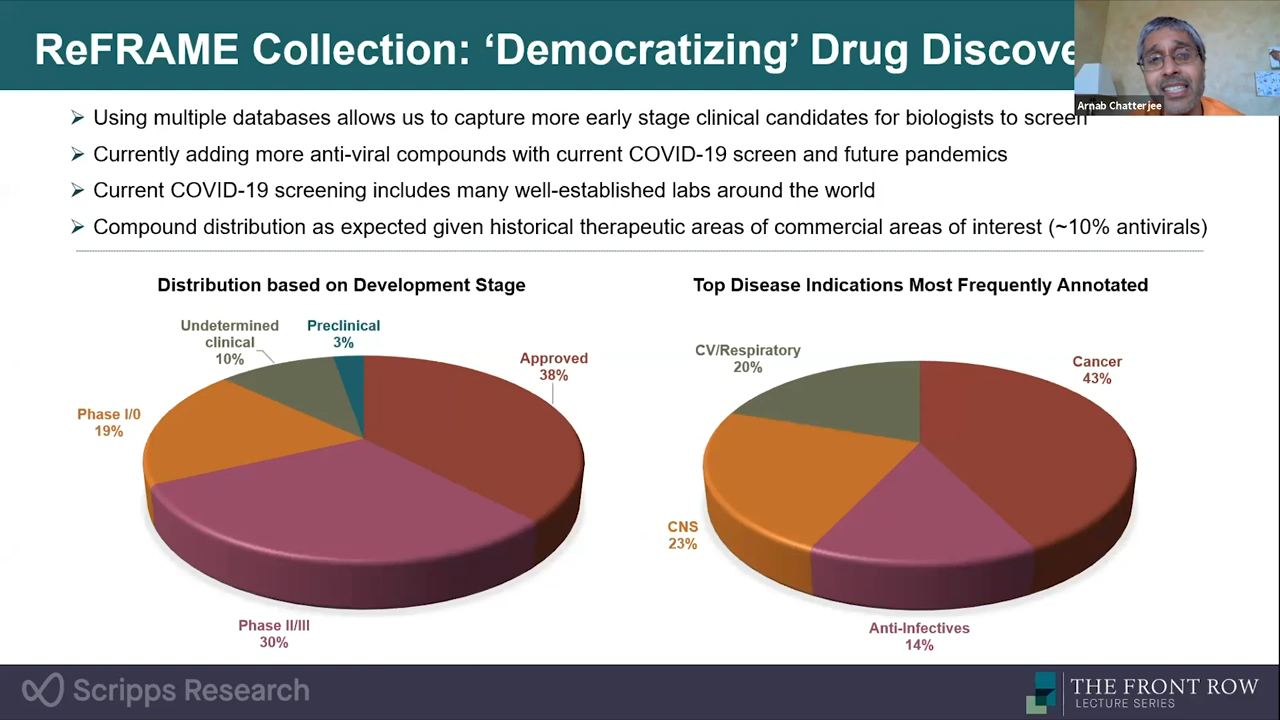 ReFRAME Collection: ‘Democratizing’ Drug Discove
Arnab Chatterjee
➢ Using multiple databases allows us to capture more early stage clinical candidates for biologists to screen
➢ Currently adding more anti-viral compounds with current COVID-19 screen and future pandemics
➢ Current COVID-19 screening includes many well-established labs around the world
➢ Compound distribution as expected given historical therapeutic areas of commercial areas of interest (~10% antivirals)
Distribution based on Development Stage
Undetermined
clinical
10%
Preclinical
3%
Approved
38%
Phase I/0
19%
Phase II/III
30%
Top Disease Indications Most Frequently Annotated
CV/Respiratory
20%
Cancer
43%
CNS
23%
Anti-Infectives
14%
Scripps Research
THE FRONT ROW
LECTURE SERIES